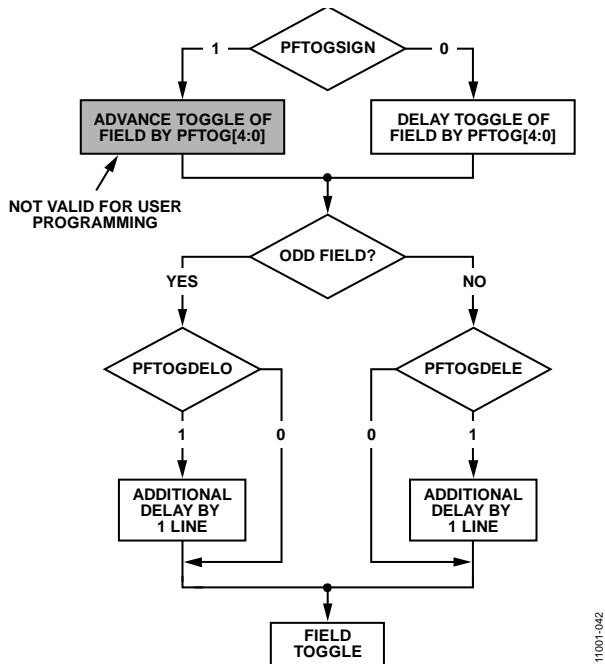 PFTOGSIGN
1
0
ADVANCE TOGGLE OF
FIELD BY PFTOG[4:0]
DELAY TOGGLE OF
FIELD BY PFTOG[4:0]
NOT VALID FOR USER
PROGRAMMING
ODD FIELD?
YES
NO
PFTOGDELO
PFTOGDELE
1
0
0
1
ADDITIONAL
DELAY BY
1 LINE
ADDITIONAL
DELAY BY
1 LINE
FIELD
TOGGLE
11001-042